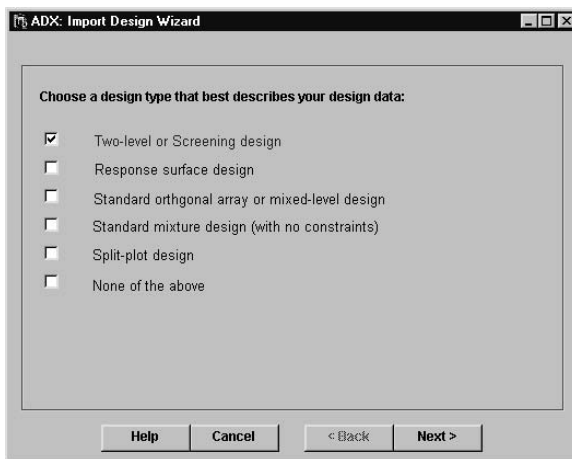 ADX: Import Design Wizard
Choose a design type that best describes your design data:
Two-level or Screening design
Response surface design
Standard orthgonal array or mixed-level design
Standard mixture design (with no constraints)
Split-plot design
None of the above
Help Cancel < Back Next >